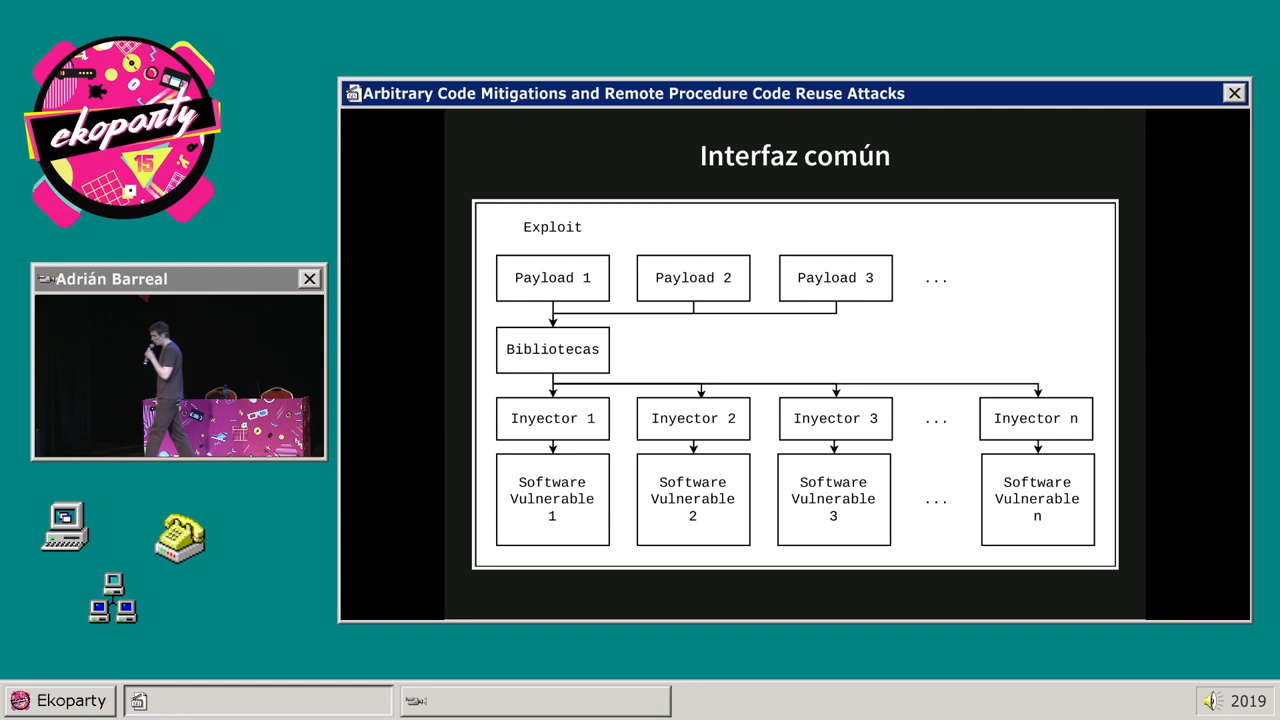 ekoparty
15
Arbitrary Code Mitigations and Remote Procedure Code Reuse Attacks
Interfaz común
Exploit
Payload 1
Payload 2
Payload 3
...
Bibliotecas
Inyector 1
Inyector 2
Inyector 3
...
Inyector n
Software
Vulnerable
1
Software
Vulnerable
2
Software
Vulnerable
3
...
Software
Vulnerable
n
Adrián Barreal
Ekoparty
2019